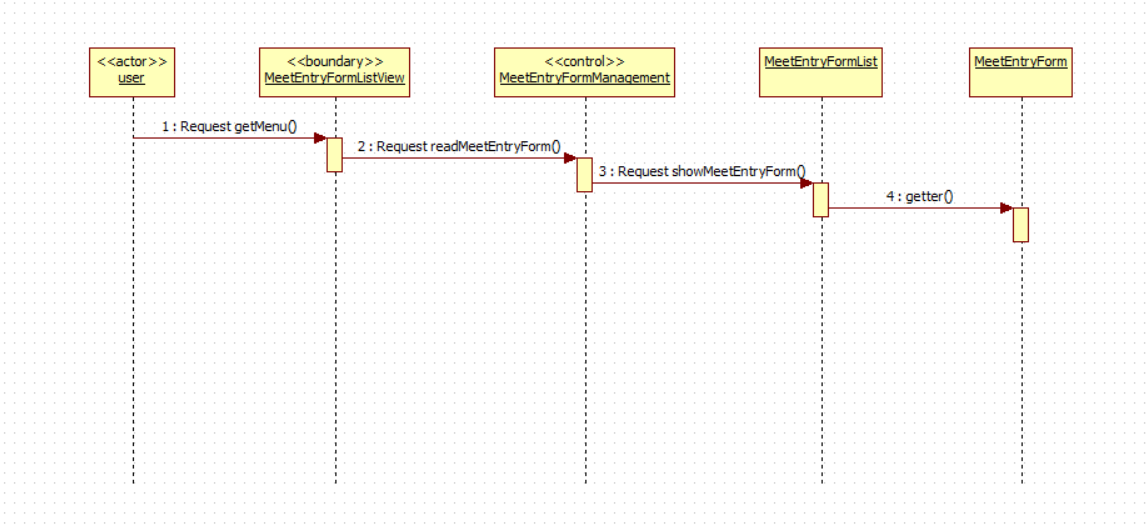 <<actor>>
user
<<boundary>>
MeetEntryFormListView
<<control>>
MeetEntryFormManagement
MeetEntryFormList
MeetEntryForm
1 : Request getMenu()
2 : Request readMeetEntryForm()
3 : Request showMeetEntryForm()
4 : getter()